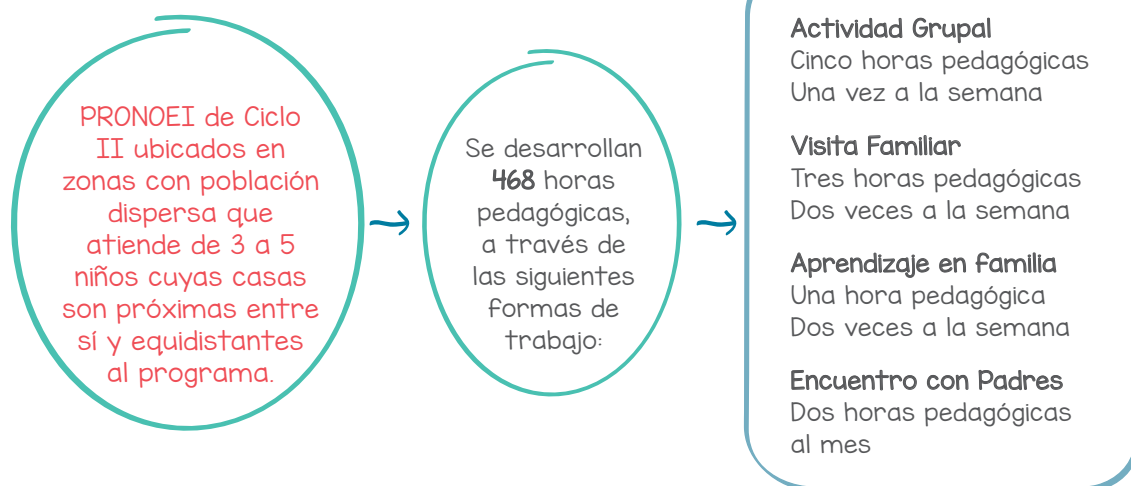 PRONOEI de Ciclo
II ubicados en
zonas con población
dispersa que
atiende de 3 a 5
niños cuyas casas
son próximas entre
sí y equidistantes
al programa.
Se desarrollan
468 horas
pedagógicas,
a través de
las siguientes
formas de
trabajo:
Actividad Grupal
Cinco horas pedagógicas
Una vez a la semana
Visita Familiar
Tres horas pedagógicas
Dos veces a la semana
Aprendizaje en familia
Una hora pedagógica
Dos veces a la semana
Encuentro con Padres
Dos horas pedagógicas
al mes